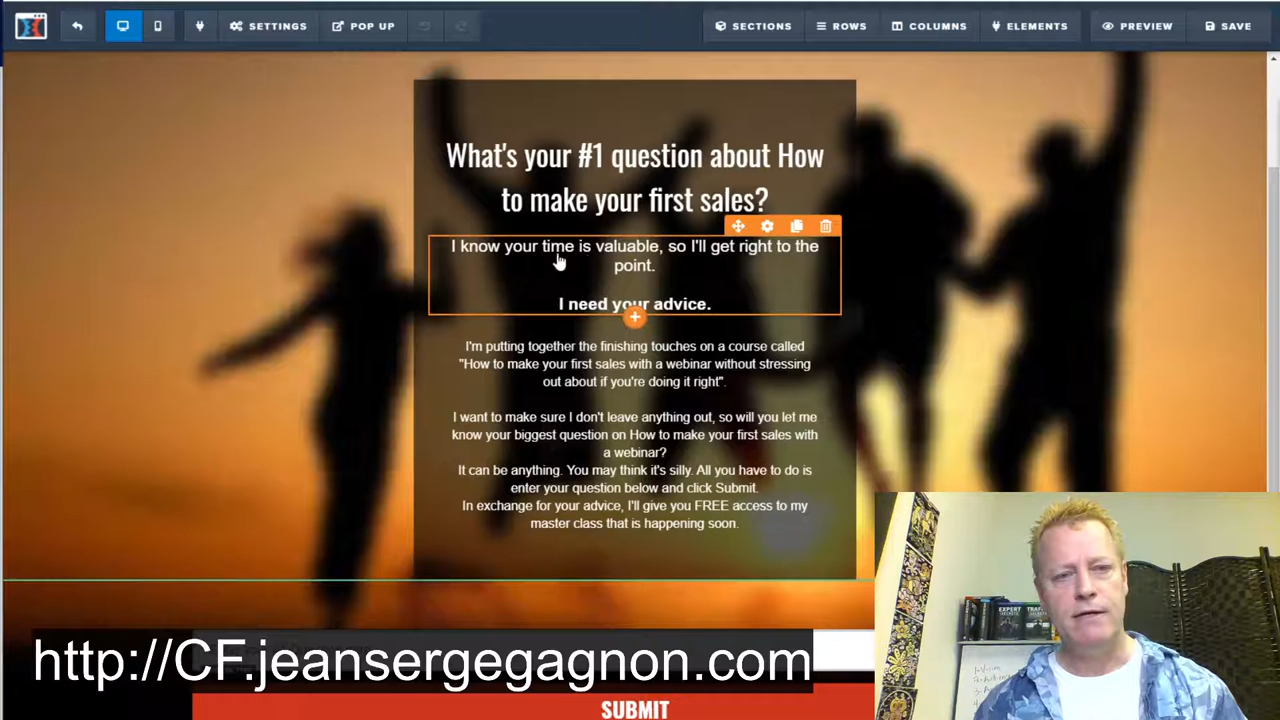 SETTINGS POP UP SECTIONS ROWS COLUMNS ELEMENTS PREVIEW SAVE
What's your #1 question about How
to make your first sales?
I know your time is valuable, so I'll get right to the
point.
I need your advice.
I'm putting together the finishing touches on a course called
"How to make your first sales with a webinar without stressing
out about if you're doing it right".
I want to make sure I don't leave anything out, so will you let me
know your biggest question on How to make your first sales with
a webinar?
It can be anything. You may think it's silly. All you have to do is
enter your question below and click Submit.
In exchange for your advice, I'll give you FREE access to my
master class that is happening soon.
EXPERT
http://CF.jeansergegagnon.com
SUBMIT